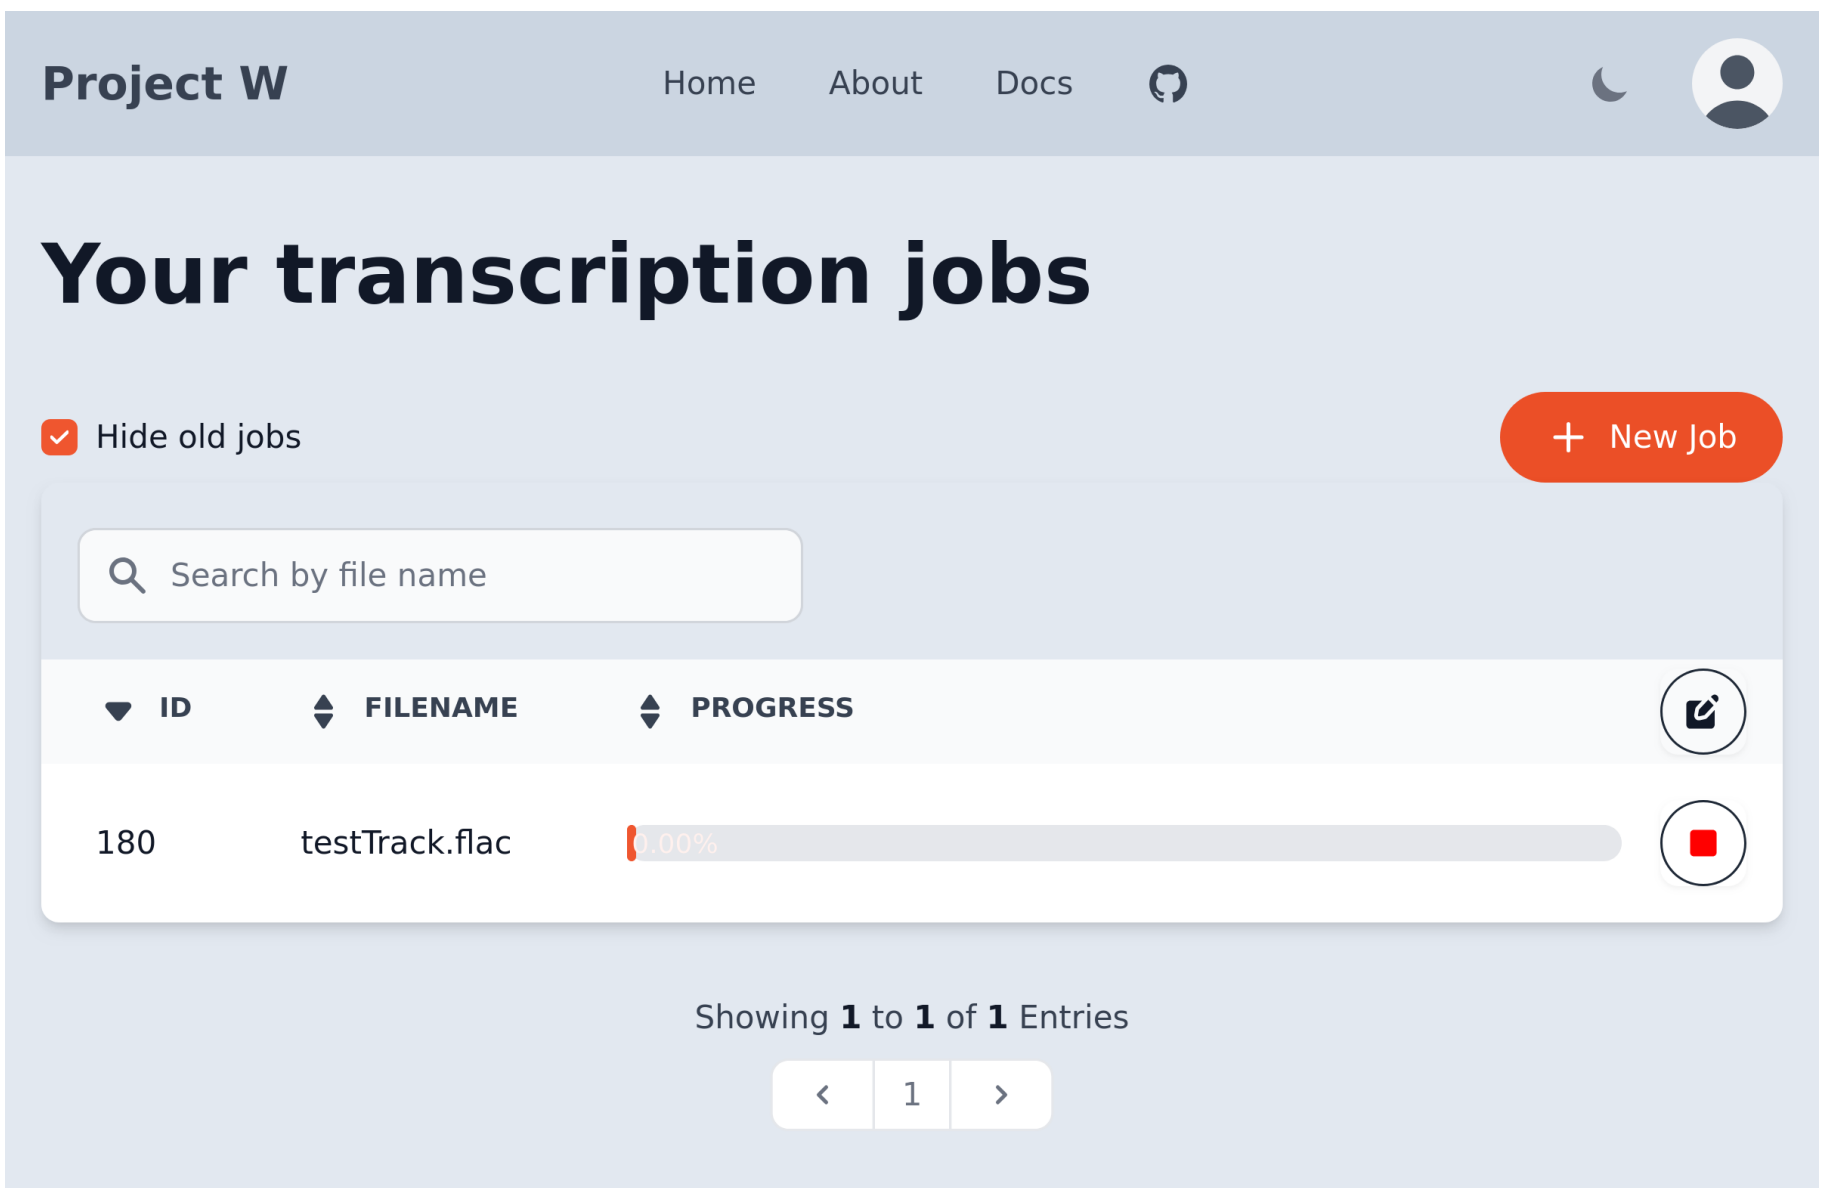 Project W Home About Docs
Your transcription jobs
Hide old jobs New Job
Search by file name
ID FILENAME PROGRESS
180 testTrack.flac 0.00%
Showing 1 to 1 of 1 Entries
1